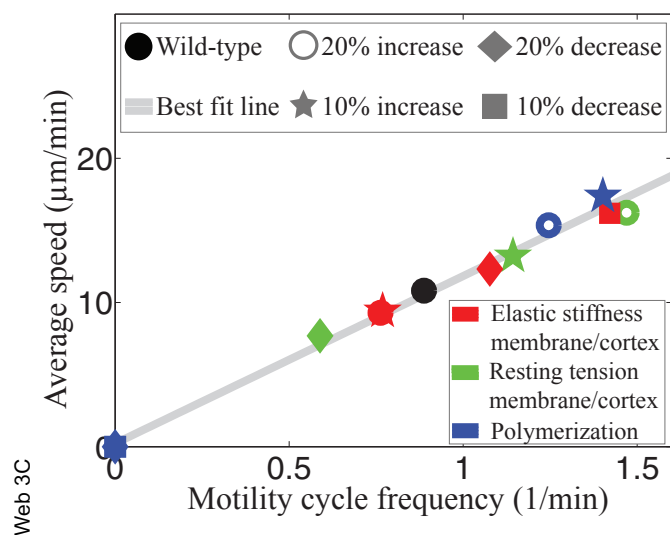 Wild-type
20% increase
20% decrease
Best fit line
10% increase
10% decrease
20
10
0
Average speed (μm/min)
Elastic stiffness
membrane/cortex
Resting tension
membrane/cortex
Polymerization
0
0.5
1
1.5
Motility cycle frequency (1/min)
Web 3C